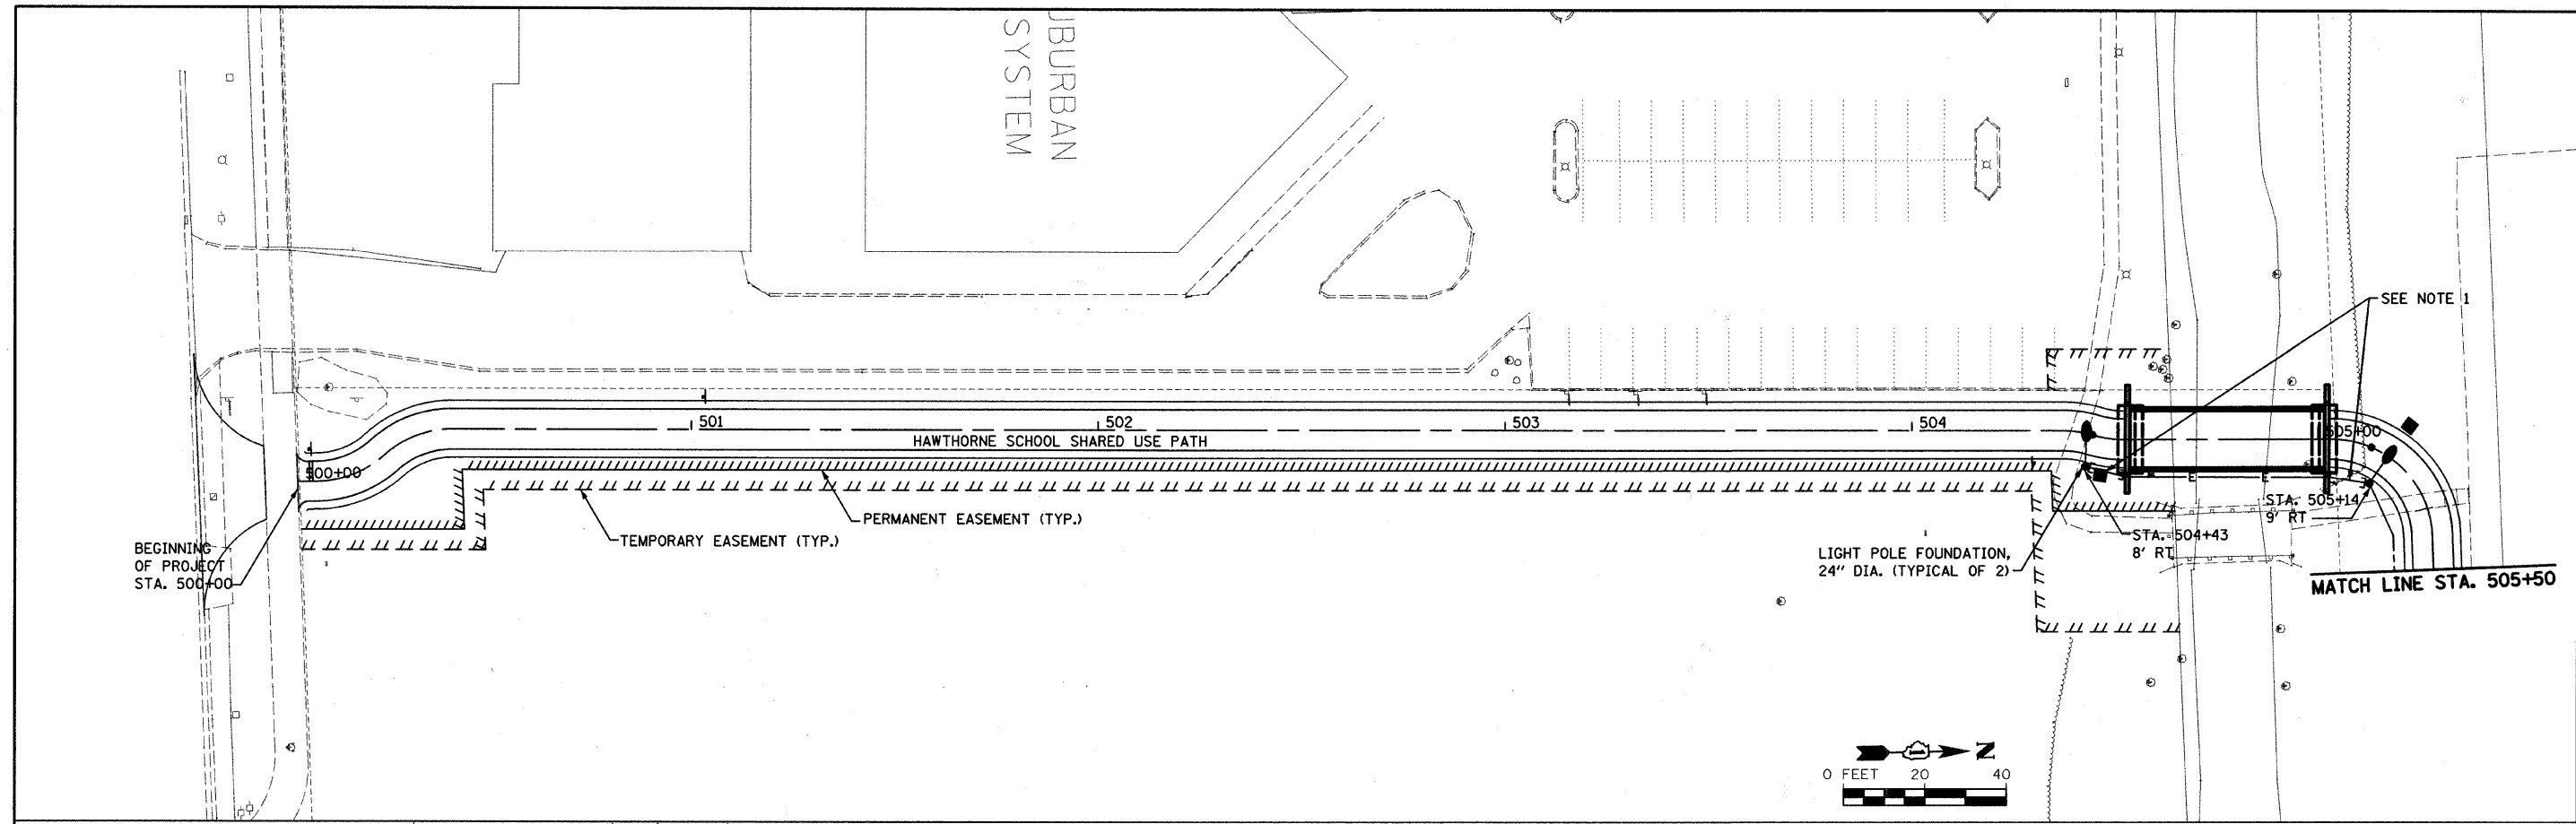 UBURBAN
SYSTEM
SEE NOTE 1
501
502
503
504
505+00
HAWTHORNE SCHOOL SHARED USE PATH
500+00
BEGINNING
OF PROJECT
STA. 500+00
TEMPORARY EASEMENT (TYP.)
PERMANENT EASEMENT (TYP.)
E
E
STA. 505+14
9' RT
STA. 504+43
8' RT
LIGHT POLE FOUNDATION,
24" DIA. (TYPICAL OF 2)
MATCH LINE STA. 505+50
N
0 FEET 20 40